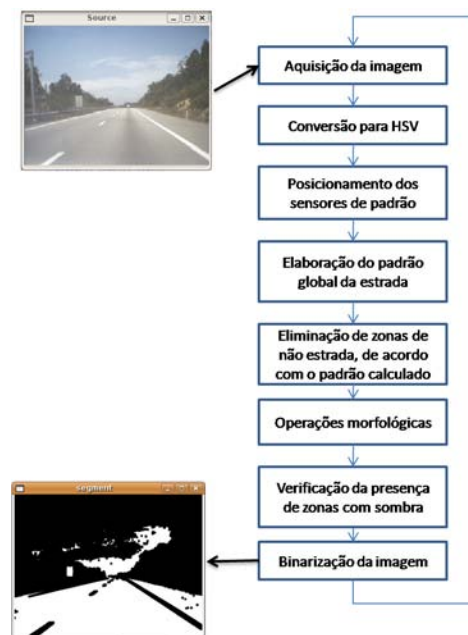 Source
Aquisição da imagem
Conversão para HSV
Posicionamento dos
sensores de padrão
Elaboração do padrão
global da estrada
Eliminação de zonas de
não estrada, de acordo
com o padrão calculado
Operações morfológicas
Verificação da presença
de zonas com sombra
Segment
Binarização da imagem